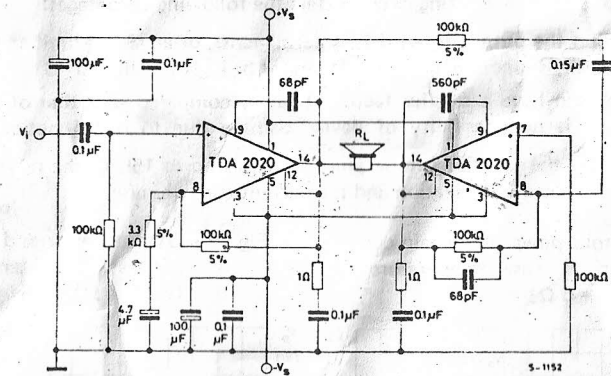 +Vs
100kΩ
5%
100µF
0.1µF
68pF
560pF
0.15µF
Vi
0.1µF
7
9
1
TDA 2020
14
RL
14
9
1
7
TDA 2020
8
3
5
12
12
5
3
8
100kΩ
3.3
kΩ
5%
100kΩ
5%
1Ω
1Ω
100kΩ
5%
100kΩ
4.7
µF
100
µF
0.1
µF
0.1µF
0.1µF
68pF
-Vs
S-1152